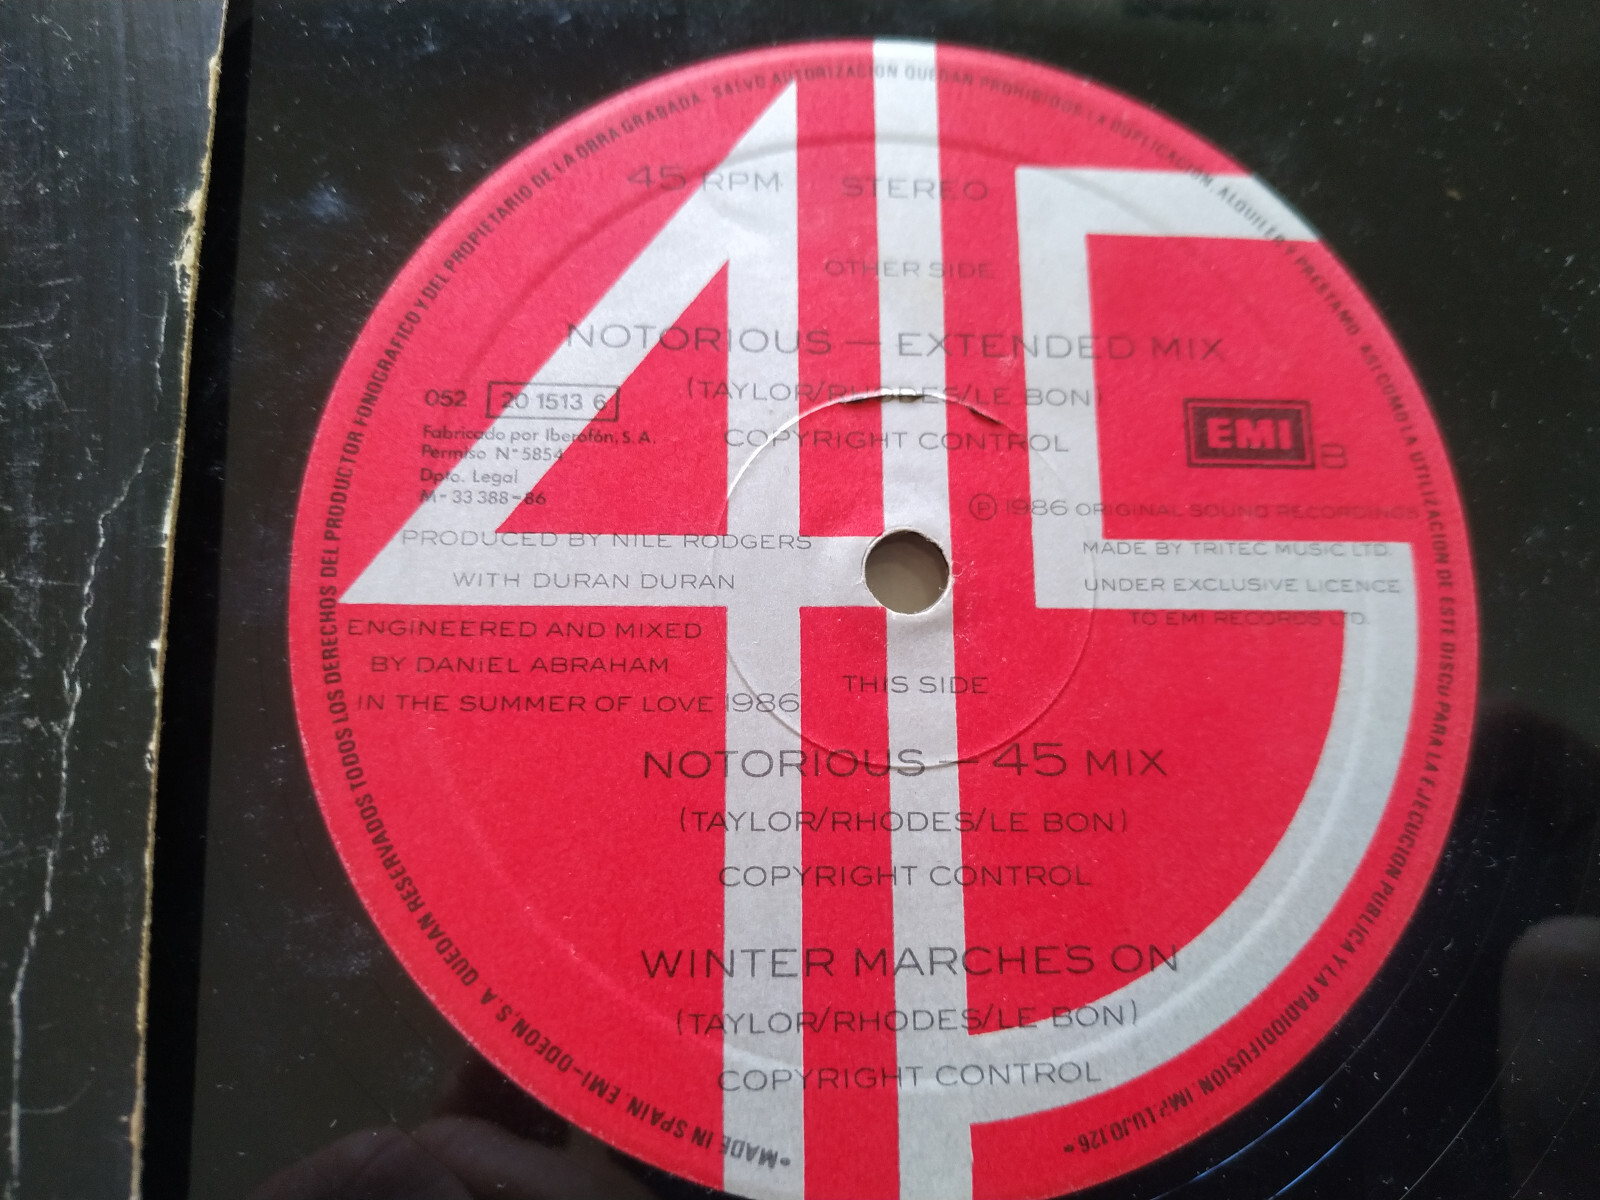 45 RPM STEREO
OTHER SIDE
NOTORIOUS — EXTENDED MIX
(TAYLOR/RHODES/LE BON)
COPYRIGHT CONTROL
052 20 1513 6
Fabricado por Iberofón, S.A.
Permiso N° 5854
Dpto. Legal
M-33388-86
EMI
Ⓟ 1986 ORIGINAL SOUND RECORDINGS
MADE BY TRITEC MUSIC LTD.
UNDER EXCLUSIVE LICENCE
TO EMI RECORDS LTD.
PRODUCED BY NILE RODGERS
WITH DURAN DURAN
ENGINEERED AND MIXED
BY DANIEL ABRAHAM
IN THE SUMMER OF LOVE 1986
THIS SIDE
NOTORIOUS — 45 MIX
(TAYLOR/RHODES/LE BON)
COPYRIGHT CONTROL
WINTER MARCHES ON
(TAYLOR/RHODES/LE BON)
COPYRIGHT CONTROL
•MADE IN SPAIN. EMI-ODEON, S. A. QUEDAN RESERVADOS TODOS LOS DERECHOS DEL PRODUCTOR FONOGRAFICO Y DEL PROPIETARIO DE LA OBRA GRABADA. SALVO AUTORIZACION QUEDAN PROHIBIDOS LA DUPLICACION, ALQUILER Y PRESTAMO, ASI COMO LA UTILIZACION DE ESTE DISCO PARA LA EJECUCION PUBLICA Y LA RADIODIFUSION. IMP. LUJO 126•
45